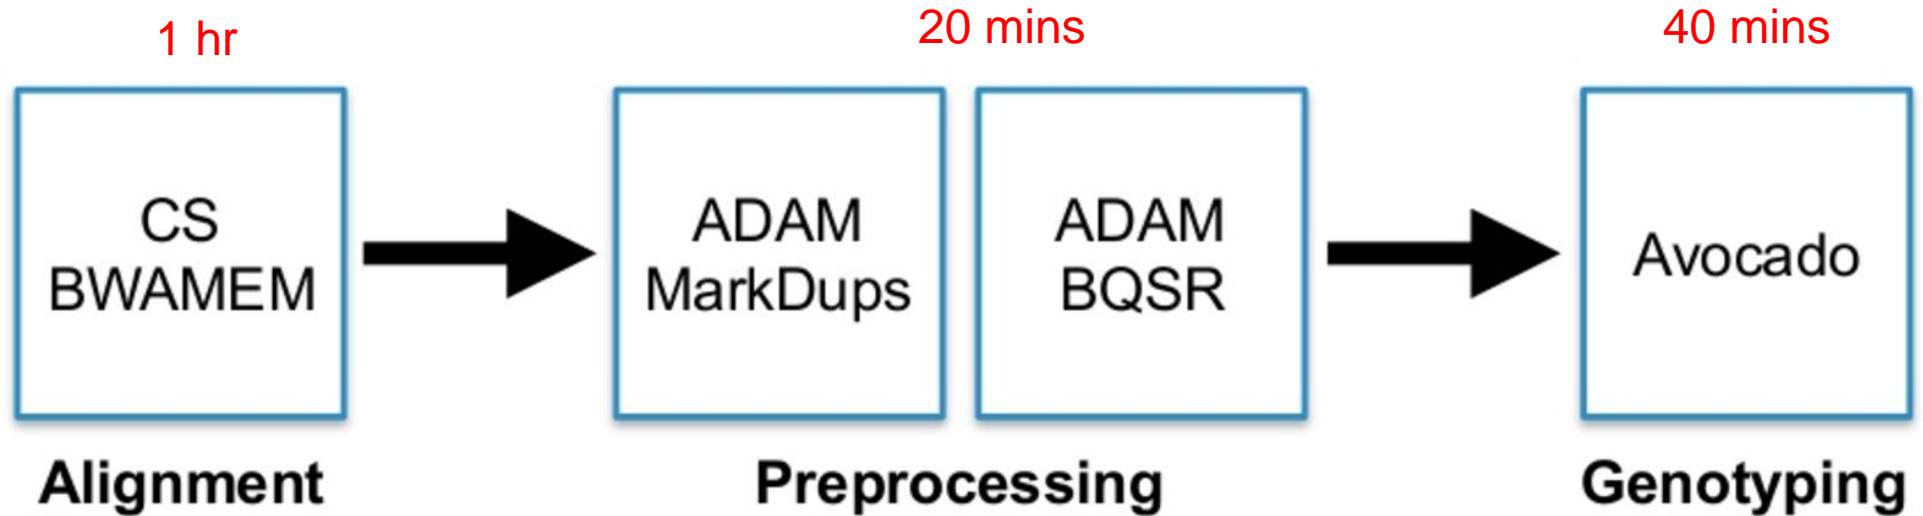 1 hr
20 mins
40 mins
CS
BWAMEM
ADAM
MarkDups
ADAM
BQSR
Avocado
Alignment
Preprocessing
Genotyping